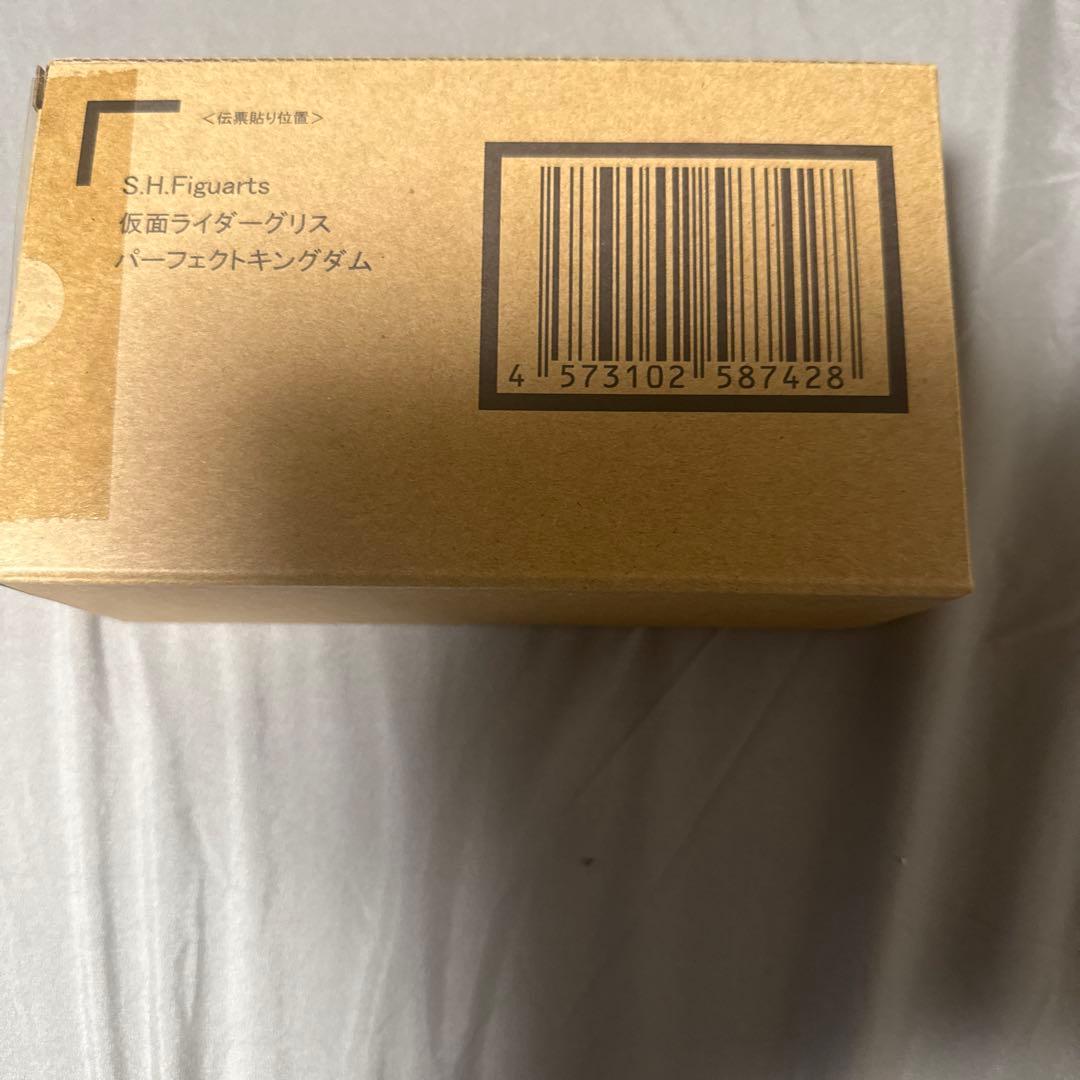 ＜伝票貼り位置＞
S.H.Figuarts
仮面ライダーグリス
パーフェクトキングダム
4 573102 587428